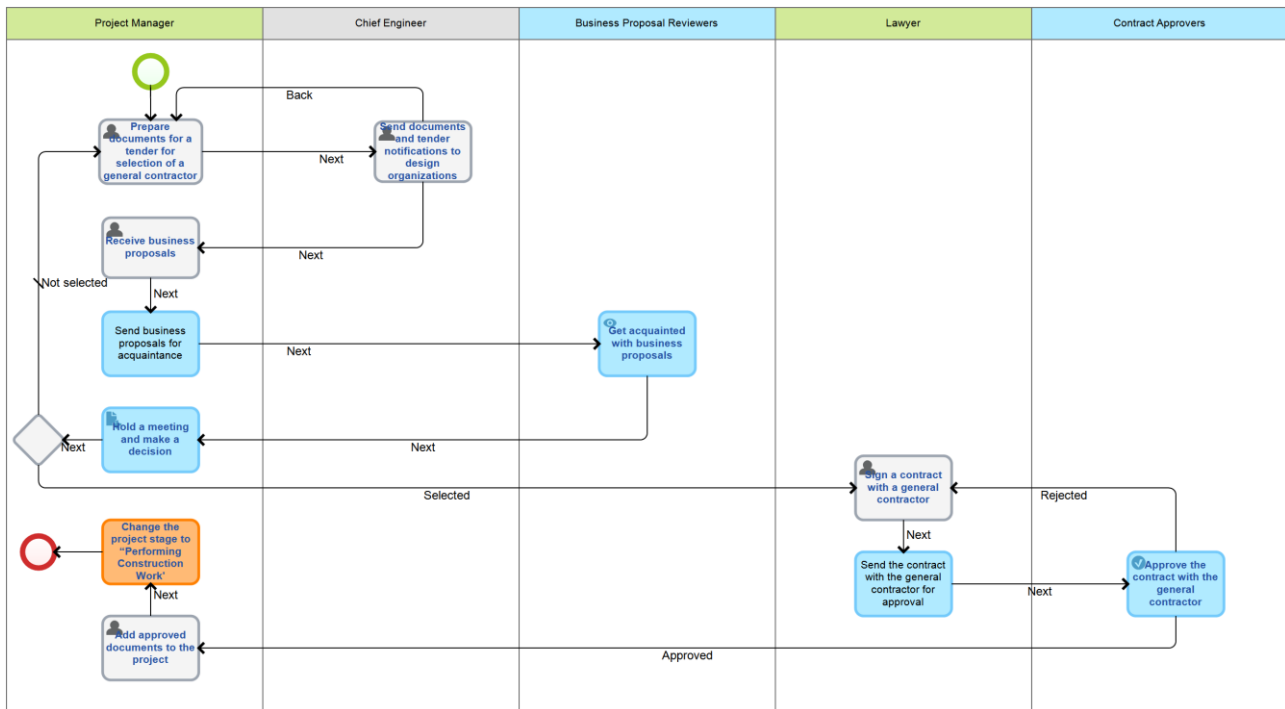 Project Manager
Chief Engineer
Business Proposal Reviewers
Lawyer
Contract Approvers
Back
Prepare
documents for a
tender for
selection of a
general contractor
Next
Send documents
and tender
notifications to
design
organizations
Receive business
proposals
Next
Not selected
Next
Send business
proposals for
acquaintance
Next
Get acquainted
with business
proposals
Hold a meeting
and make a
decision
Next
Next
Selected
Sign a contract
with a general
contractor
Rejected
Next
Change the
project stage to
“Performing
Construction
Work'
Send the contract
with the general
contractor for
approval
Next
Approve the
contract with the
general
contractor
Next
Add approved
documents to the
project
Approved